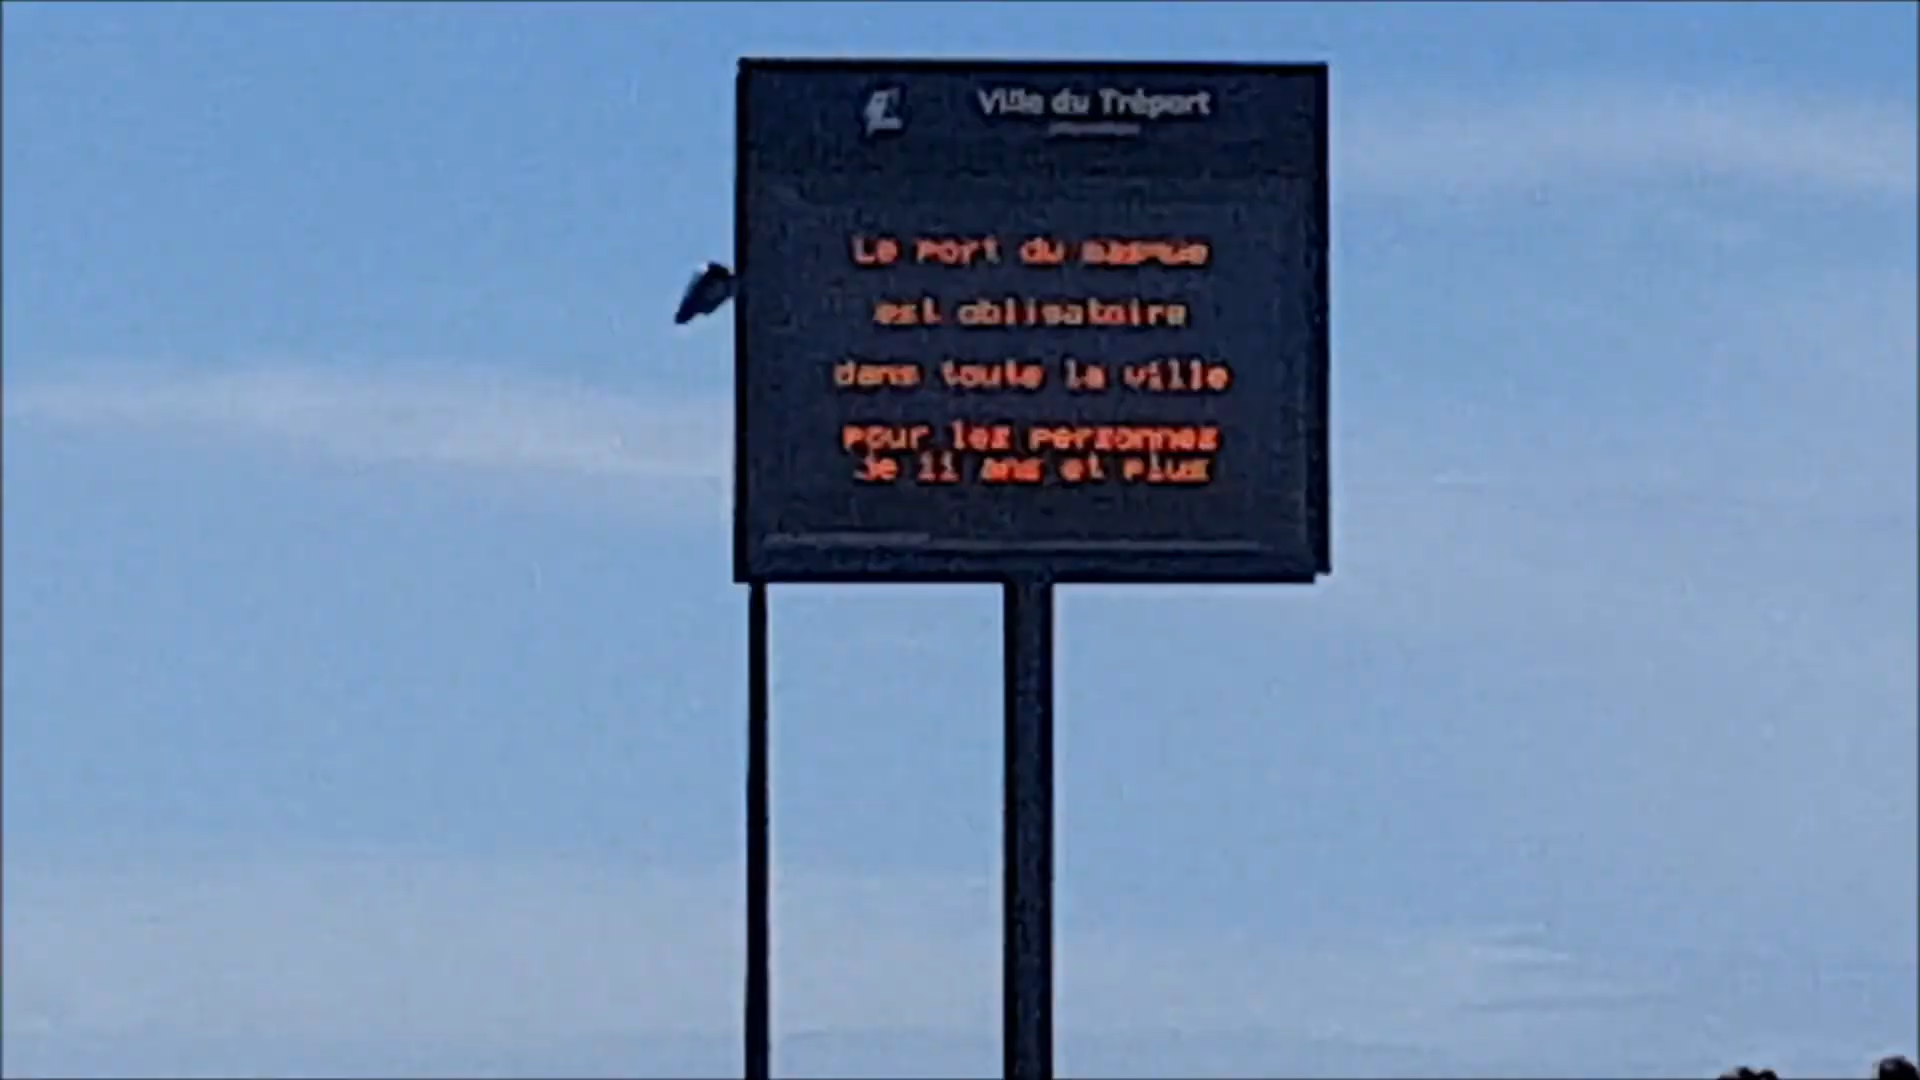 Ville du Tréport
Le port du masque
est obligatoire
dans toute la ville
pour les personnes
de 11 ans et plus